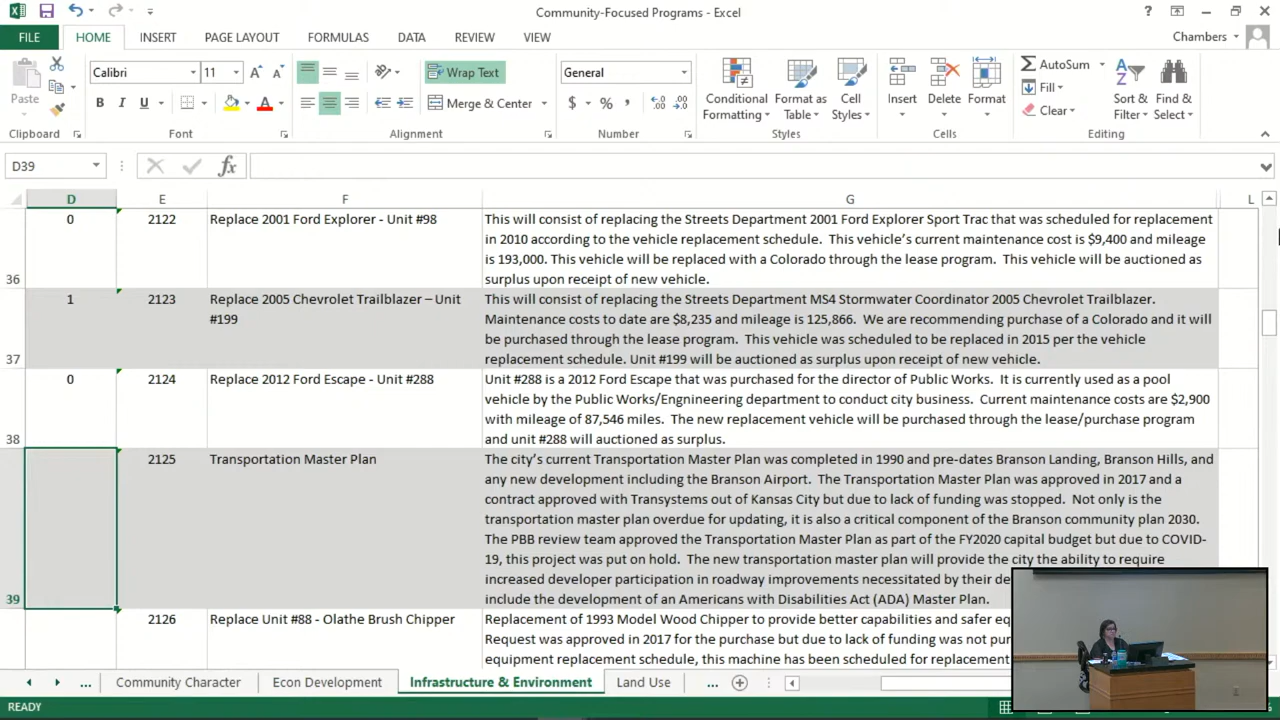 Community-Focused Programs - Excel
?
FILE HOME INSERT PAGE LAYOUT FORMULAS DATA REVIEW VIEW
Chambers
Paste
Calibri 11
B I U A
Wrap Text
Merge & Center
General
$ % ,
Conditional Formatting
Format as Table
Cell Styles
Insert
Delete
Format
AutoSum
Fill
Clear
Sort & Filter
Find & Select
Clipboard Font Alignment Number Styles Cells Editing
D39 fx
D E F G L
36 0 2122 Replace 2001 Ford Explorer - Unit #98
This will consist of replacing the Streets Department 2001 Ford Explorer Sport Trac that was scheduled for replacement
in 2010 according to the vehicle replacement schedule. This vehicle's current maintenance cost is $9,400 and mileage
is 193,000. This vehicle will be replaced with a Colorado through the lease program. This vehicle will be auctioned as
surplus upon receipt of new vehicle.
37 1 2123 Replace 2005 Chevrolet Trailblazer – Unit
#199
This will consist of replacing the Streets Department MS4 Stormwater Coordinator 2005 Chevrolet Trailblazer.
Maintenance costs to date are $8,235 and mileage is 125,866. We are recommending purchase of a Colorado and it will
be purchased through the lease program. This vehicle was scheduled to be replaced in 2015 per the vehicle
replacement schedule. Unit #199 will be auctioned as surplus upon receipt of new vehicle.
38 0 2124 Replace 2012 Ford Escape - Unit #288
Unit #288 is a 2012 Ford Escape that was purchased for the director of Public Works. It is currently used as a pool
vehicle by the Public Works/Engnineering department to conduct city business. Current maintenance costs are $2,900
with mileage of 87,546 miles. The new replacement vehicle will be purchased through the lease/purchase program
and unit #288 will auctioned as surplus.
39 2125 Transportation Master Plan
The city's current Transportation Master Plan was completed in 1990 and pre-dates Branson Landing, Branson Hills, and
any new development including the Branson Airport. The Transportation Master Plan was approved in 2017 and a
contract approved with Transystems out of Kansas City but due to lack of funding was stopped. Not only is the
transportation master plan overdue for updating, it is also a critical component of the Branson community plan 2030.
The PBB review team approved the Transportation Master Plan as part of the FY2020 capital budget but due to COVID-
19, this project was put on hold. The new transportation master plan will provide the city the ability to require
increased developer participation in roadway improvements necessitated by their de
include the development of an Americans with Disabilities Act (ADA) Master Plan.
2126 Replace Unit #88 - Olathe Brush Chipper
Replacement of 1993 Model Wood Chipper to provide better capabilities and safer eq
Request was approved in 2017 for the purchase but due to lack of funding was not pur
equipment replacement schedule, this machine has been scheduled for replacement
... Community Character Econ Development Infrastructure & Environment Land Use ...
READY